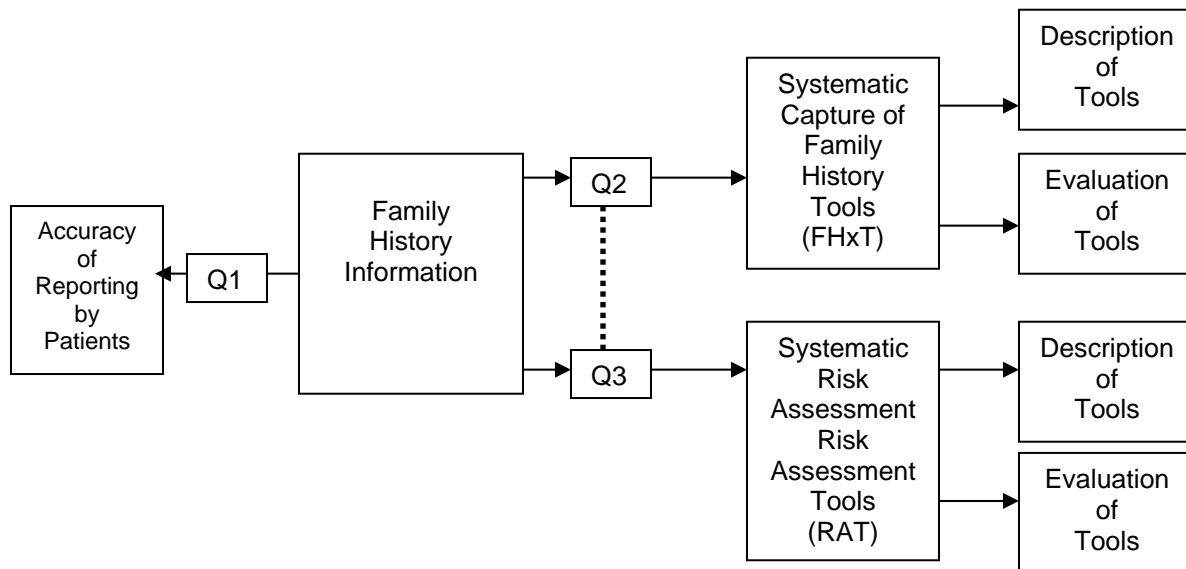 Accuracy
of
Reporting
by
Patients
Q1
Family
History
Information
Q2
Q3
Systematic
Capture of
Family
History
Tools
(FHxT)
Description
of
Tools
Evaluation
of
Tools
Systematic
Risk
Assessment
Risk
Assessment
Tools
(RAT)
Description
of
Tools
Evaluation
of
Tools